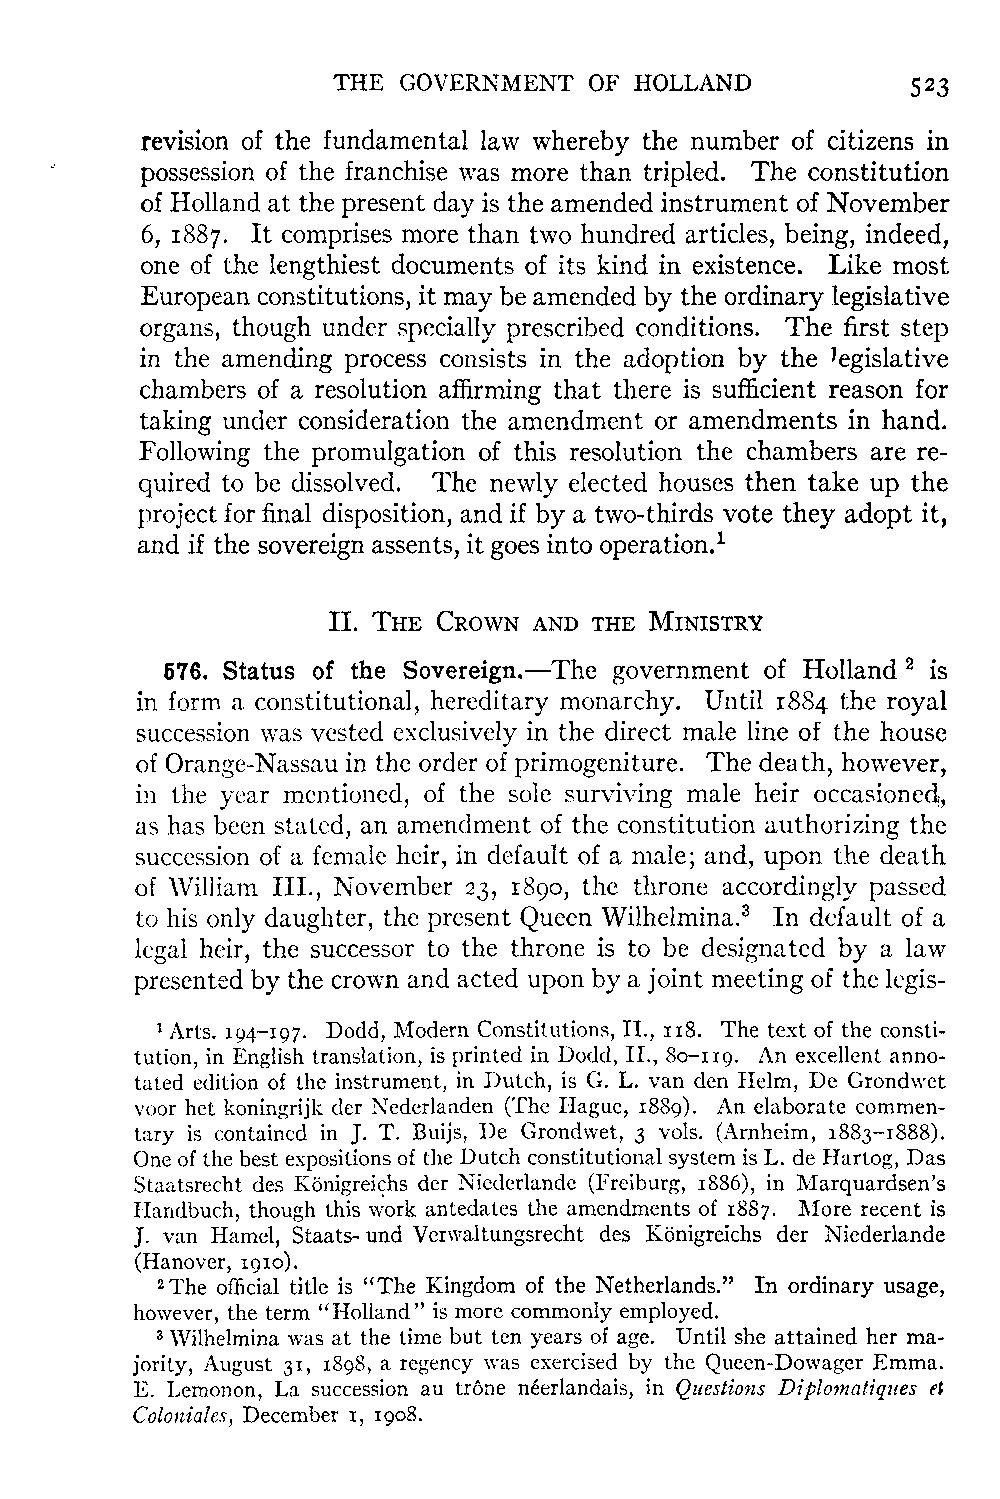 THE GOVERNMENT OF HOLLAND 523
revision of the fundamental law whereby the number of citizens in
possession of the franchise was more than tripled. The constitution
of Holland at the present day is the amended instrument of November
6, 1887. It comprises more than two hundred articles, being, indeed,
one of the lengthiest documents of its kind in existence. Like most
European constitutions, it may be amended by the ordinary legislative
organs, though under specially prescribed conditions. The first step
in the amending process consists in the adoption by the legislative
chambers of a resolution affirming that there is sufficient reason for
taking under consideration the amendment or amendments in hand.
Following the promulgation of this resolution the chambers are re-
quired to be dissolved. The newly elected houses then take up the
project for final disposition, and if by a two-thirds vote they adopt it,
and if the sovereign assents, it goes into operation.¹
II. THE CROWN AND THE MINISTRY
576. Status of the Sovereign.—The government of Holland ² is
in form a constitutional, hereditary monarchy. Until 1884 the royal
succession was vested exclusively in the direct male line of the house
of Orange-Nassau in the order of primogeniture. The death, however,
in the year mentioned, of the sole surviving male heir occasioned,
as has been stated, an amendment of the constitution authorizing the
succession of a female heir, in default of a male; and, upon the death
of William III., November 23, 1890, the throne accordingly passed
to his only daughter, the present Queen Wilhelmina.³ In default of a
legal heir, the successor to the throne is to be designated by a law
presented by the crown and acted upon by a joint meeting of the legis-
¹ Arts. 194–197. Dodd, Modern Constitutions, II., 118. The text of the consti-
tution, in English translation, is printed in Dodd, II., 80–119. An excellent anno-
tated edition of the instrument, in Dutch, is G. L. van den Helm, De Grondwet
voor het koningrijk der Nederlanden (The Hague, 1889). An elaborate commen-
tary is contained in J. T. Buijs, De Grondwet, 3 vols. (Arnheim, 1883–1888).
One of the best expositions of the Dutch constitutional system is L. de Hartog, Das
Staatsrecht des Königreichs der Niederlande (Freiburg, 1886), in Marquardsen's
Handbuch, though this work antedates the amendments of 1887. More recent is
J. van Hamel, Staats- und Verwaltungsrecht des Königreichs der Niederlande
(Hanover, 1910).
² The official title is "The Kingdom of the Netherlands." In ordinary usage,
however, the term "Holland" is more commonly employed.
³ Wilhelmina was at the time but ten years of age. Until she attained her ma-
jority, August 31, 1898, a regency was exercised by the Queen-Dowager Emma.
E. Lemonon, La succession au trône néerlandais, in Questions Diplomatiques et
Coloniales, December 1, 1908.